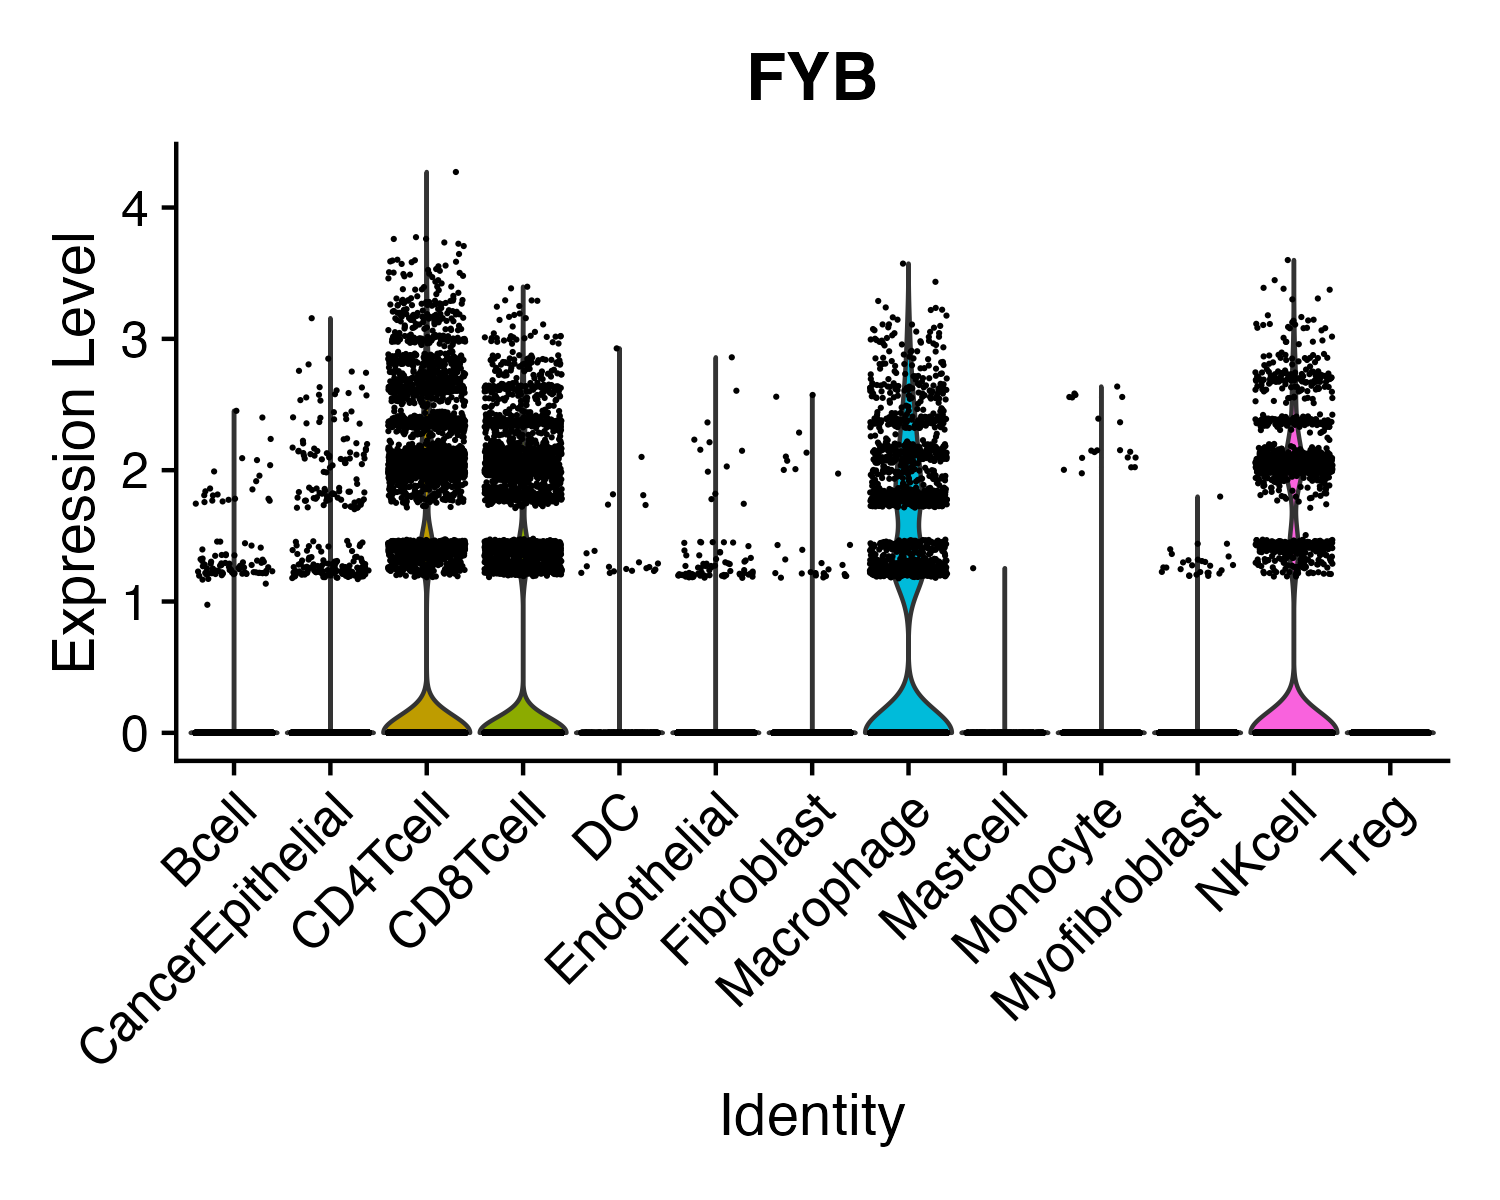 FYB
Expression Level
4
3
2
1
0
Bcell
CancerEpithelial
CD4Tcell
CD8Tcell
DC
Endothelial
Fibroblast
Macrophage
Mastcell
Monocyte
Myofibroblast
NKcell
Treg
Identity